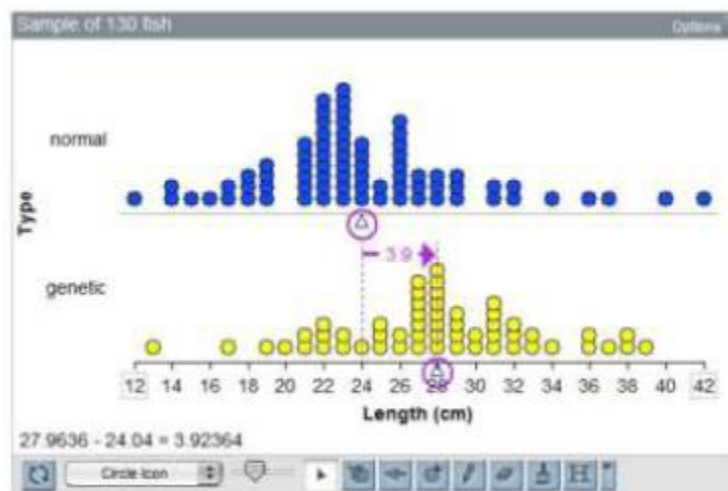 Sample of 130 fish Options
normal
Type
3.9
genetic
12 14 16 18 20 22 24 26 28 30 32 34 36 38 40 42
Length (cm)
27.9636 - 24.04 = 3.92364
Circle Icon